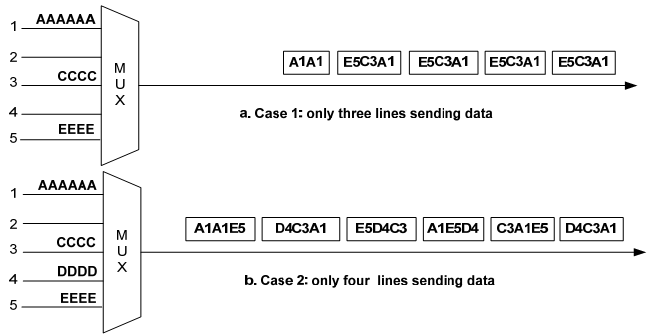 1 AAAAAA
2
3 CCCC
4
5 EEEE
MUX
A1A1 E5C3A1 E5C3A1 E5C3A1 E5C3A1
a. Case 1: only three lines sending data
1 AAAAAA
2
3 CCCC
4 DDDD
5 EEEE
MUX
A1A1E5 D4C3A1 E5D4C3 A1E5D4 C3A1E5 D4C3A1
b. Case 2: only four lines sending data